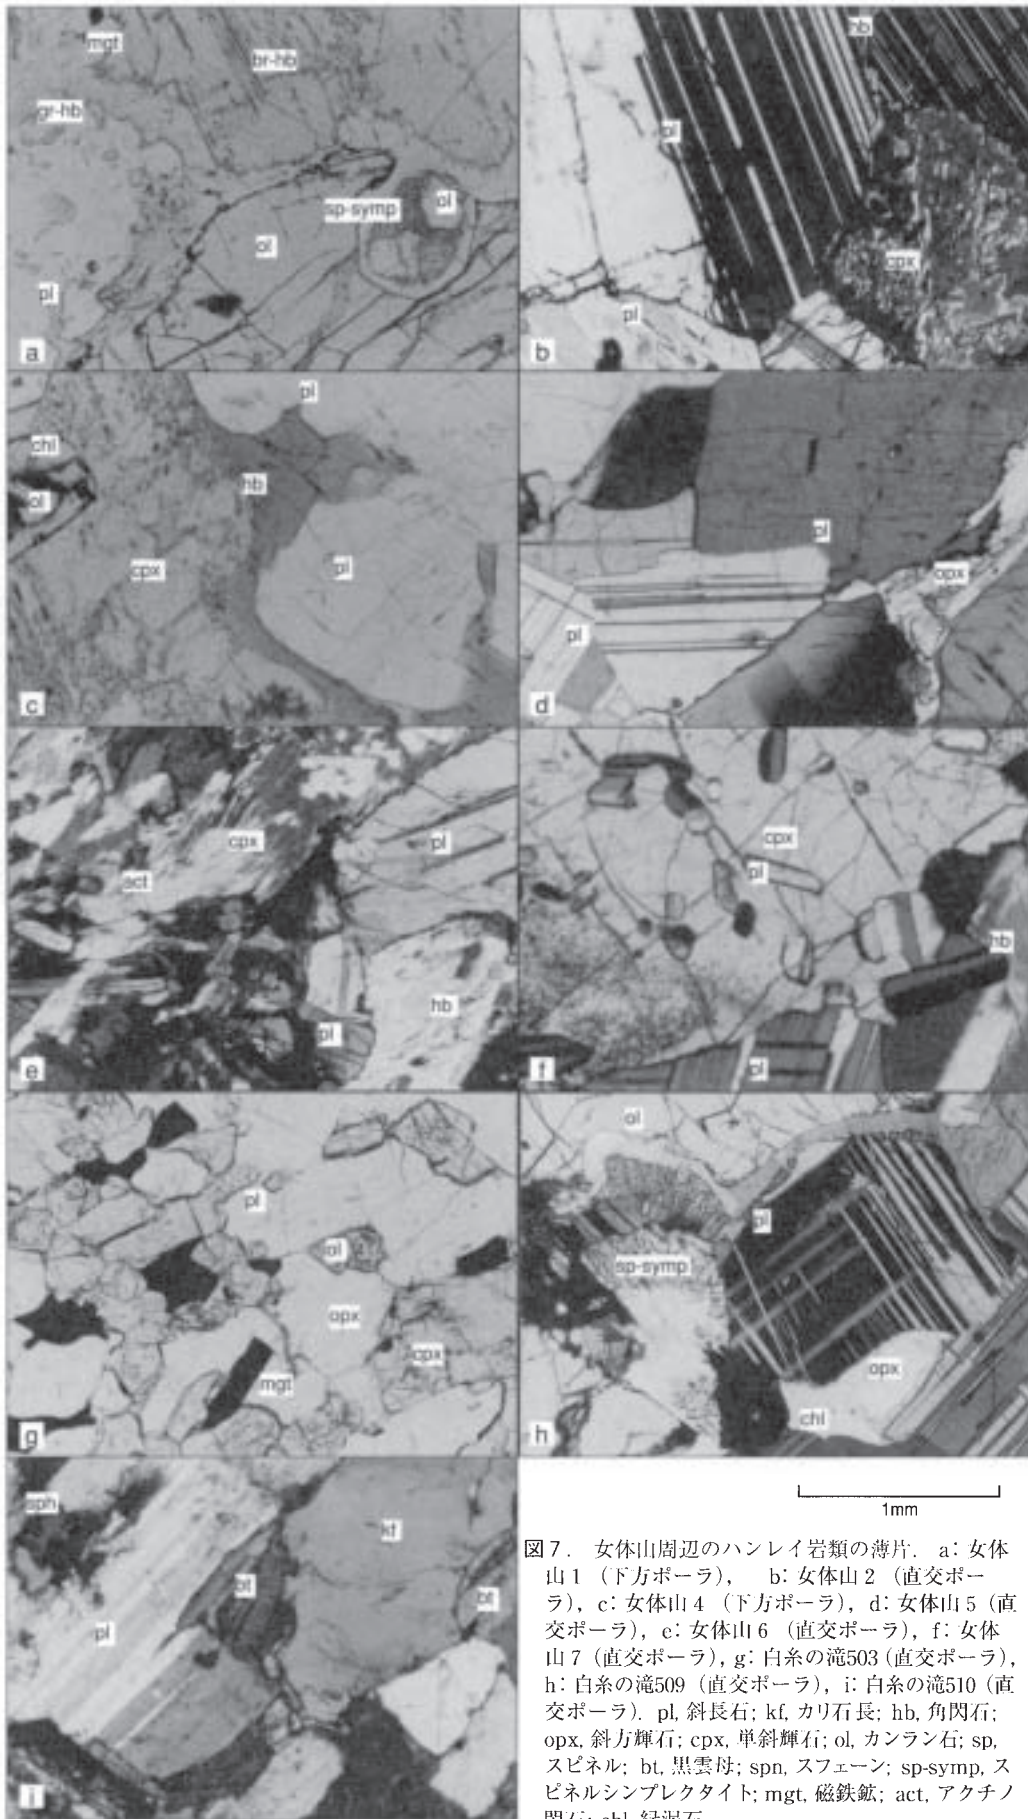 mgt
br-hb
gr-hb
sp-symp
ol
ol
pl
a
hb
pl
cpx
pl
b
pl
chl
hb
ol
cpx
pl
c
pl
opx
pl
d
cpx
pl
act
hb
pl
e
cpx
pl
hb
pl
f
pl
ol
opx
cpx
mgt
g
ol
pl
sp-symp
opx
chl
h
sph
kf
bt
bt
pl
i
1mm
図7. 女体山周辺のハンレイ岩類の薄片. a: 女体
山1 (下方ポーラ), b: 女体山2 (直交ポー
ラ), c: 女体山4 (下方ポーラ), d: 女体山5 (直
交ポーラ), e: 女体山6 (直交ポーラ), f: 女体
山7 (直交ポーラ), g: 白糸の滝503 (直交ポーラ),
h: 白糸の滝509 (直交ポーラ), i: 白糸の滝510 (直
交ポーラ). pl, 斜長石; kf, カリ石長; hb, 角閃石;
opx, 斜方輝石; cpx, 単斜輝石; ol, カンラン石; sp,
スピネル; bt, 黒雲母; spn, スフェーン; sp-symp, ス
ピネルシンプレクタイト; mgt, 磁鉄鉱; act, アクチノ